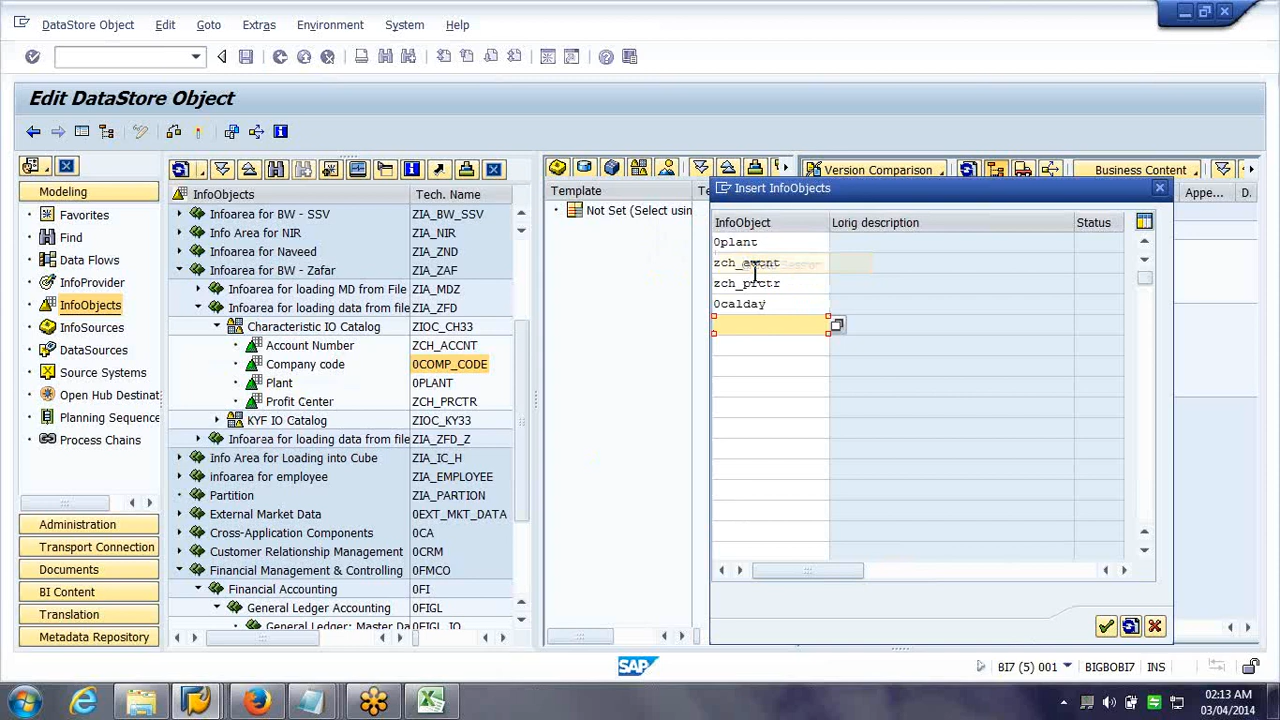 DataStore Object Edit Goto Extras Environment System Help
Edit DataStore Object
Modeling
Favorites
Find
Data Flows
InfoProvider
InfoObjects
InfoSources
DataSources
Source Systems
Open Hub Destinat
Planning Sequence
Process Chains
Administration
Transport Connection
Documents
BI Content
Translation
Metadata Repository
InfoObjects Tech. Name
Infoarea for BW - SSV ZIA_BW_SSV
Info Area for NIR ZIA_NIR
Infoarea for Naveed ZIA_ZND
Infoarea for BW - Zafar ZIA_ZAF
Infoarea for loading MD from File ZIA_MDZ
Infoarea for loading data from file ZIA_ZFD
Characteristic IO Catalog ZIOC_CH33
Account Number ZCH_ACCNT
Company code 0COMP_CODE
Plant 0PLANT
Profit Center ZCH_PRCTR
KYF IO Catalog ZIOC_KY33
Infoarea for loading data from file ZIA_ZFD_Z
Info Area for Loading into Cube ZIA_IC_H
infoarea for employee ZIA_EMPLOYEE
Partition ZIA_PARTION
External Market Data 0EXT_MKT_DATA
Cross-Application Components 0CA
Customer Relationship Management 0CRM
Financial Management & Controlling 0FMCO
Financial Accounting 0FI
General Ledger Accounting 0FIGL
General Ledger: Master Data 0FIGL_IO
Template
Not Set (Select usin
Version Comparison Business Content
Appe... D.
Insert InfoObjects
InfoObject Long description Status
0plant
zch_accnt
zch_prctr
0calday
SAP
BI7 (5) 001 BIGBOBI7 INS
02:13 AM
03/04/2014